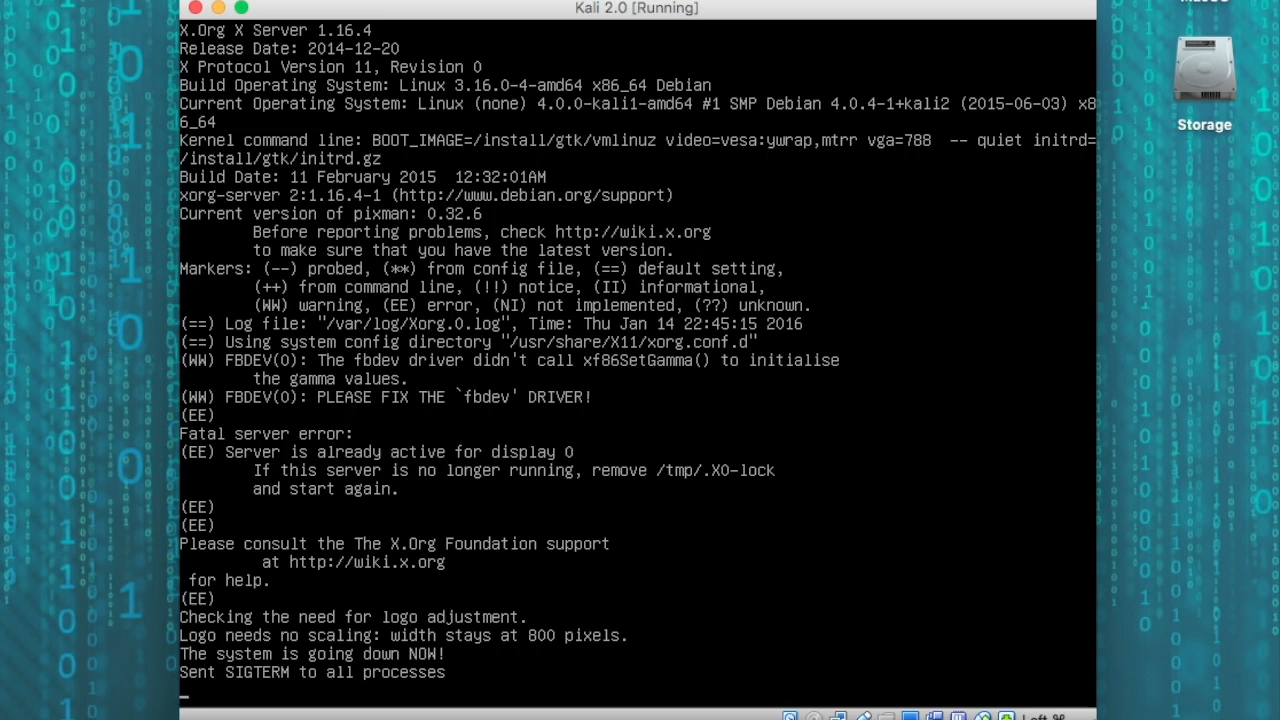 Kali 2.0 [Running]
X.Org X Server 1.16.4
Release Date: 2014-12-20
X Protocol Version 11, Revision 0
Build Operating System: Linux 3.16.0-4-amd64 x86_64 Debian
Current Operating System: Linux (none) 4.0.0-kali1-amd64 #1 SMP Debian 4.0.4-1+kali2 (2015-06-03) x8
6_64
Kernel command line: BOOT_IMAGE=/install/gtk/vmlinuz video=vesa:ywrap,mtrr vga=788  -- quiet initrd=
/install/gtk/initrd.gz
Build Date: 11 February 2015  12:32:01AM
xorg-server 2:1.16.4-1 (http://www.debian.org/support)
Current version of pixman: 0.32.6
Before reporting problems, check http://wiki.x.org
to make sure that you have the latest version.
Markers: (--) probed, (**) from config file, (==) default setting,
(++) from command line, (!!) notice, (II) informational,
(WW) warning, (EE) error, (NI) not implemented, (??) unknown.
(==) Log file: "/var/log/Xorg.0.log", Time: Thu Jan 14 22:45:15 2016
(==) Using system config directory "/usr/share/X11/xorg.conf.d"
(WW) FBDEV(0): The fbdev driver didn't call xf86SetGamma() to initialise
the gamma values.
(WW) FBDEV(0): PLEASE FIX THE `fbdev' DRIVER!
(EE)
Fatal server error:
(EE) Server is already active for display 0
If this server is no longer running, remove /tmp/.X0-lock
and start again.
(EE)
(EE)
Please consult the The X.Org Foundation support
at http://wiki.x.org
for help.
(EE)
Checking the need for logo adjustment.
Logo needs no scaling: width stays at 800 pixels.
The system is going down NOW!
Sent SIGTERM to all processes
Storage
Left ⌘